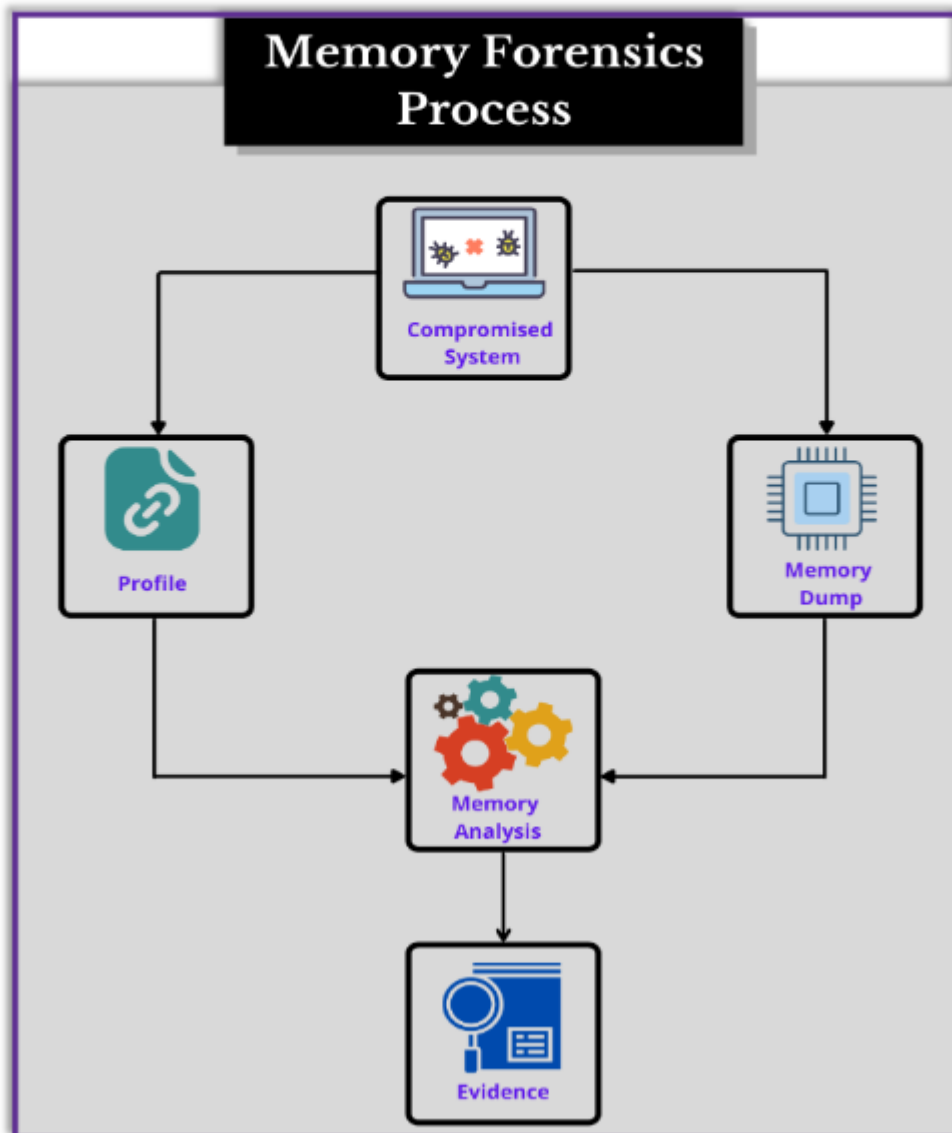 Memory Forensics
Process
Compromised
System
Profile
Memory
Dump
Memory
Analysis
Evidence